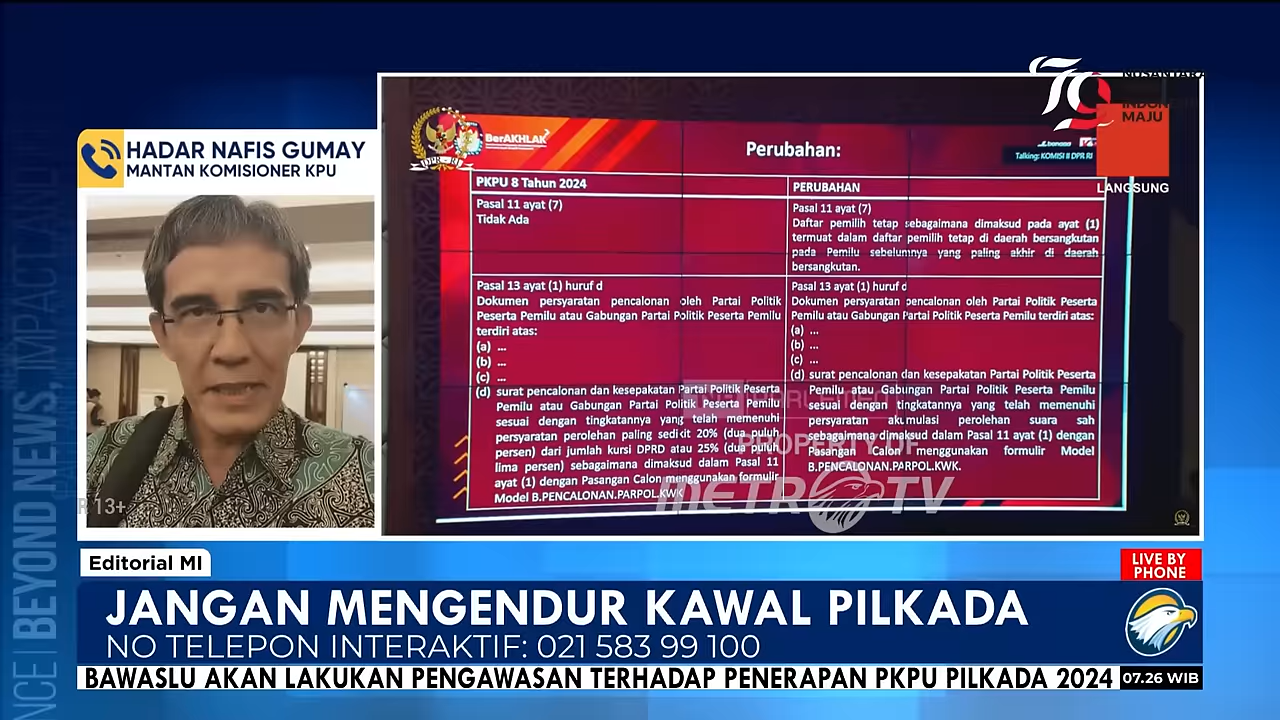 NUSANTARA
79
MAJU
LANGSUNG
HADAR NAFIS GUMAY
MANTAN KOMISIONER KPU
R 13+
DPR - RI
BerAKHLAK
Perubahan:
Talking: KOMISI II DPR RI
PKPU 8 Tahun 2024
Pasal 11 ayat (7)
Tidak Ada
Pasal 13 ayat (1) huruf d
Dokumen persyaratan pencalonan oleh Partai Politik
Peserta Pemilu atau Gabungan Partai Politik Peserta Pemilu
terdiri atas:
(a) ...
(b) ...
(c) ...
(d) surat pencalonan dan kesepakatan Partai Politik Peserta
Pemilu atau Gabungan Partai Politik Peserta Pemilu
sesuai dengan tingkatannya yang telah memenuhi
persyaratan perolehan paling sedikit 20% (dua puluh
persen) dari jumlah kursi DPRD atau 25% (dua puluh
lima persen) sebagaimana dimaksud dalam Pasal 11
ayat (1) dengan Pasangan Calon menggunakan formulir
Model B.PENCALONAN.PARPOL.KWK
PERUBAHAN
Pasal 11 ayat (7)
Daftar pemilih tetap sebagaimana dimaksud pada ayat (1)
termuat dalam daftar pemilih tetap di daerah bersangkutan
pada Pemilu sebelumnya yang paling akhir di daerah
bersangkutan.
Pasal 13 ayat (1) huruf d
Dokumen persyaratan pencalonan oleh Partai Politik Peserta
Pemilu atau Gabungan Partai Politik Peserta Pemilu terdiri atas:
(a) ...
(b) ...
(c) ...
(d) surat pencalonan dan kesepakatan Partai Politik Peserta
Pemilu atau Gabungan Partai Politik Peserta Pemilu
sesuai dengan tingkatannya yang telah memenuhi
persyaratan akumulasi perolehan suara sah
sebagaimana dimaksud dalam Pasal 11 ayat (1) dengan
Pasangan Calon menggunakan formulir Model
B.PENCALONAN.PARPOL.KWK.
PROPERTY OF
METRO TV
Editorial MI
LIVE BY
PHONE
JANGAN MENGENDUR KAWAL PILKADA
NO TELEPON INTERAKTIF: 021 583 99 100
BAWASLU AKAN LAKUKAN PENGAWASAN TERHADAP PENERAPAN PKPU PILKADA 2024
07.26 WIB
BEYOND NEWS,